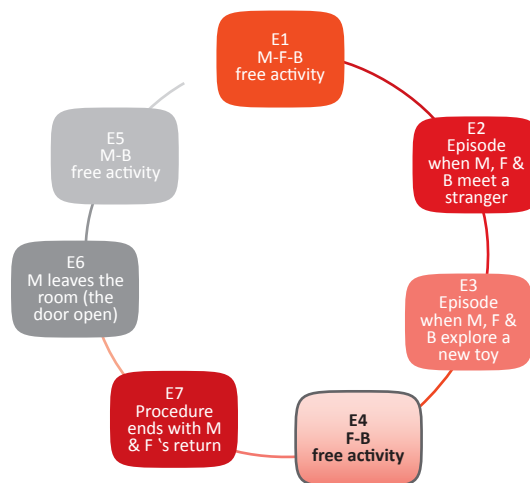 E1
M-F-B
free activity
E2
Episode
when M, F &
B meet a
stranger
E3
Episode
when M, F &
B explore a
new toy
E4
F-B
free activity
E7
Procedure
ends with M
& F ‘s return
E6
M leaves the
room (the
door open)
E5
M-B
free activity